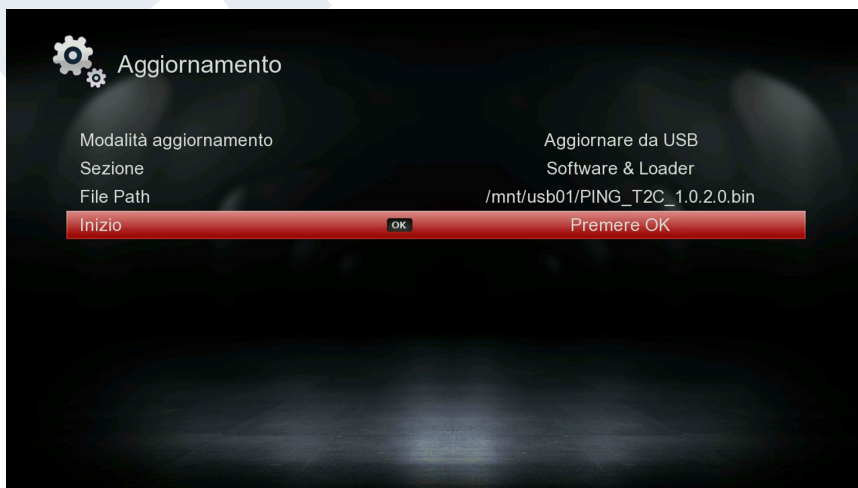 Aggiornamento
Modalità aggiornamento Aggiornare da USB
Sezione Software & Loader
File Path /mnt/usb01/PING_T2C_1.0.2.0.bin
Inizio OK Premere OK